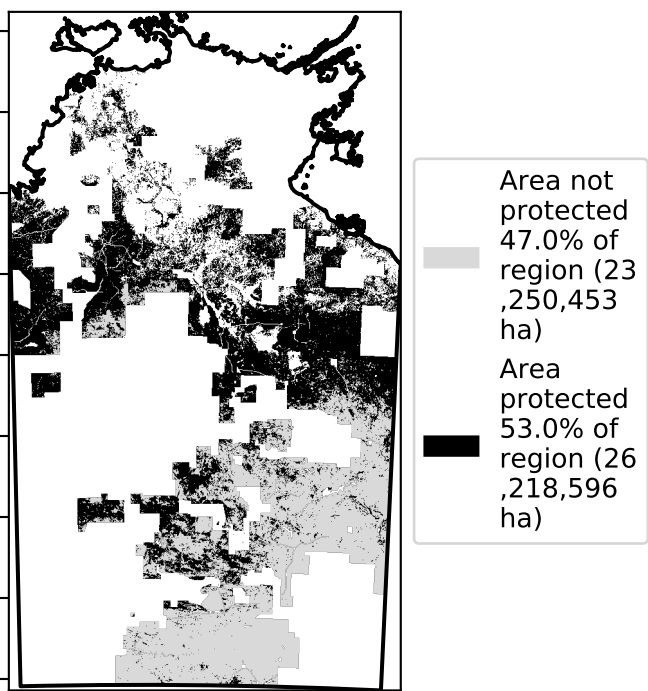 Area not
protected
47.0% of
region (23
,250,453
ha)
Area
protected
53.0% of
region (26
,218,596
ha)